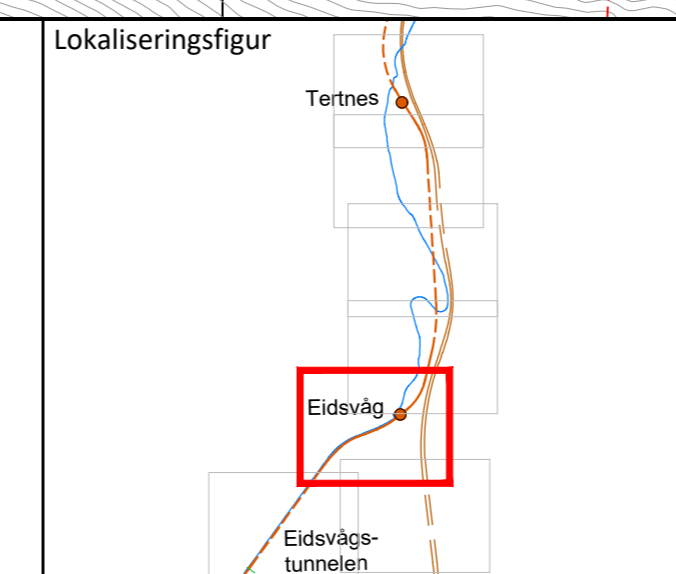 Lokaliseringsfigur
Tertnes
Eidsvåg
Eidsvågs-
tunnelen